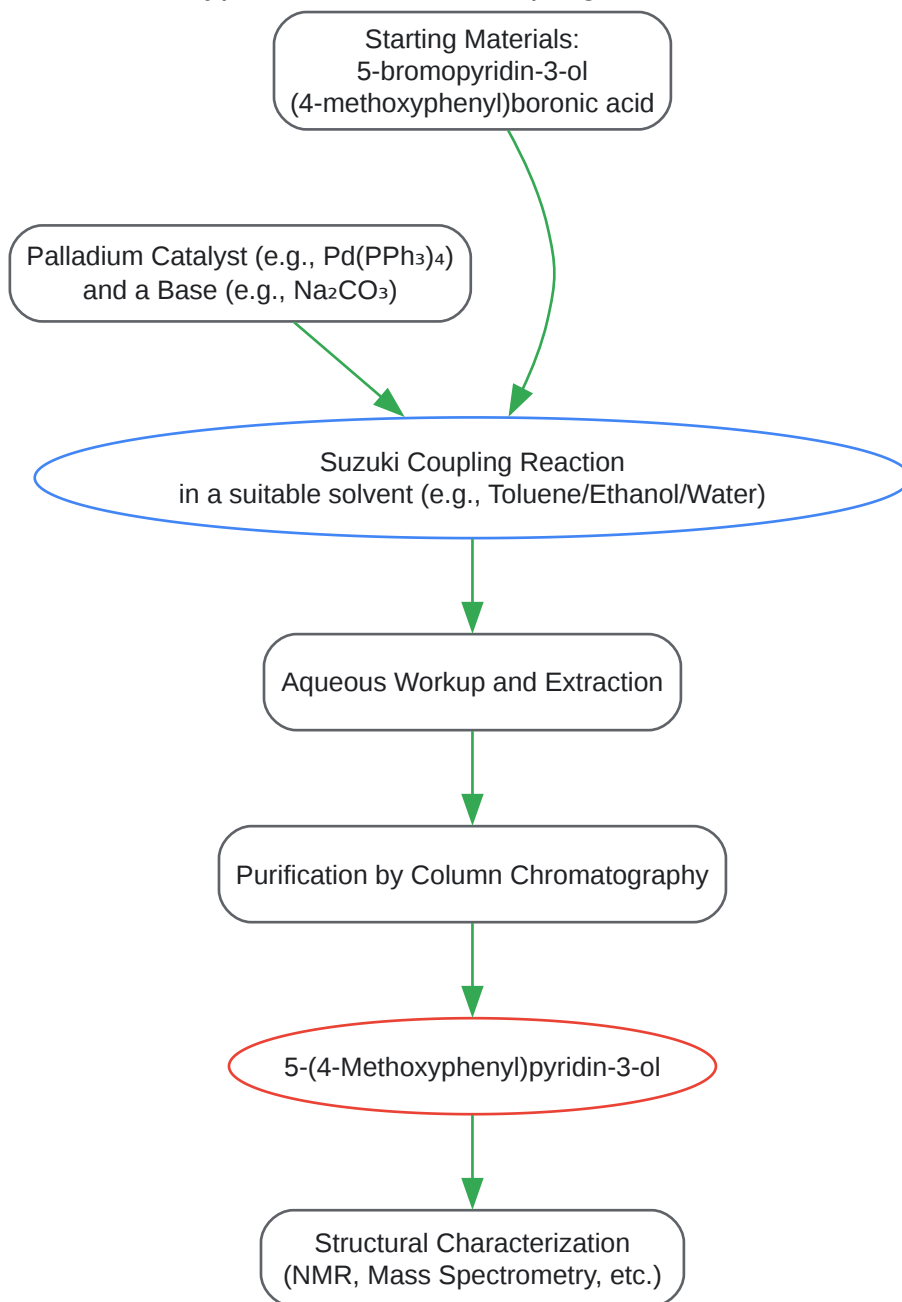 Starting Materials:
5-bromopyridin-3-ol
(4-methoxyphenyl)boronic acid
Palladium Catalyst (e.g., Pd(PPh₃)₄)
and a Base (e.g., Na₂CO₃)
Suzuki Coupling Reaction
in a suitable solvent (e.g., Toluene/Ethanol/Water)
Aqueous Workup and Extraction
Purification by Column Chromatography
5-(4-Methoxyphenyl)pyridin-3-ol
Structural Characterization
(NMR, Mass Spectrometry, etc.)